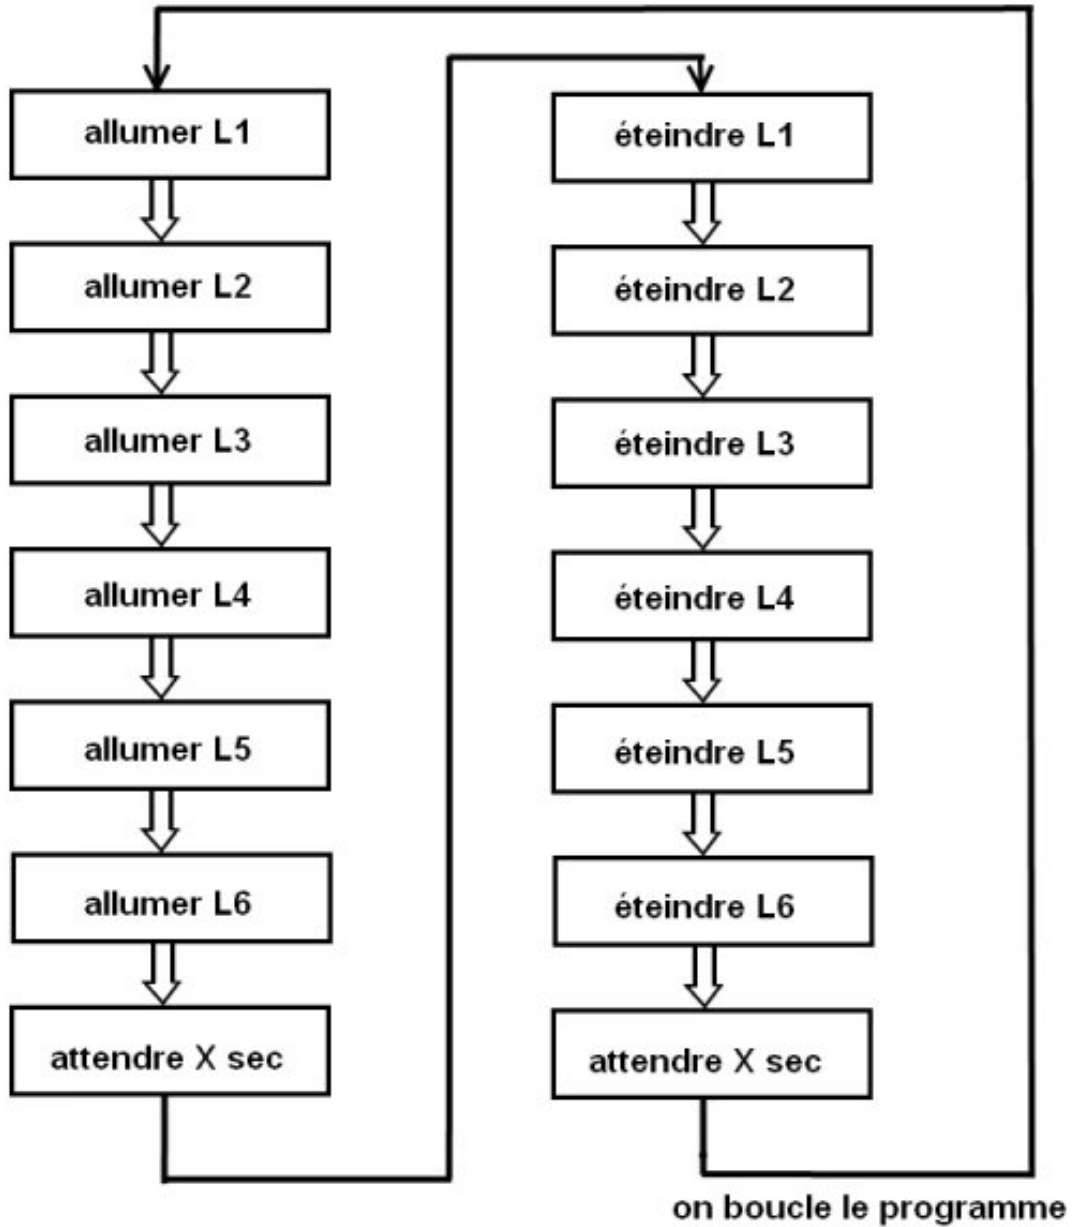 allumer L1
allumer L2
allumer L3
allumer L4
allumer L5
allumer L6
attendre X sec
éteindre L1
éteindre L2
éteindre L3
éteindre L4
éteindre L5
éteindre L6
attendre X sec
on boucle le programme